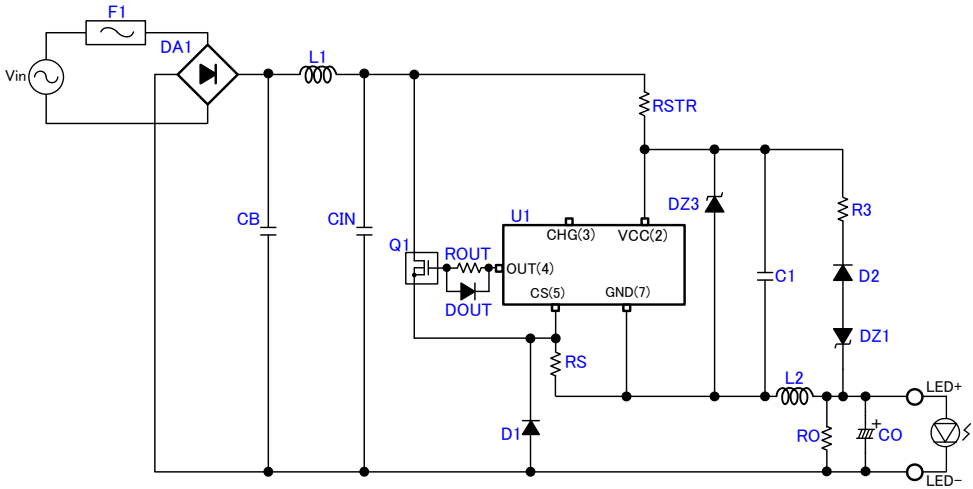 F1
DA1
L1
Vin
RSTR
CB
CIN
Q1
ROUT
DOUT
U1
CHG(3)
VCC(2)
OUT(4)
CS(5)
GND(7)
DZ3
C1
R3
D2
DZ1
RS
D1
L2
RO
CO
+
LED+
LED-